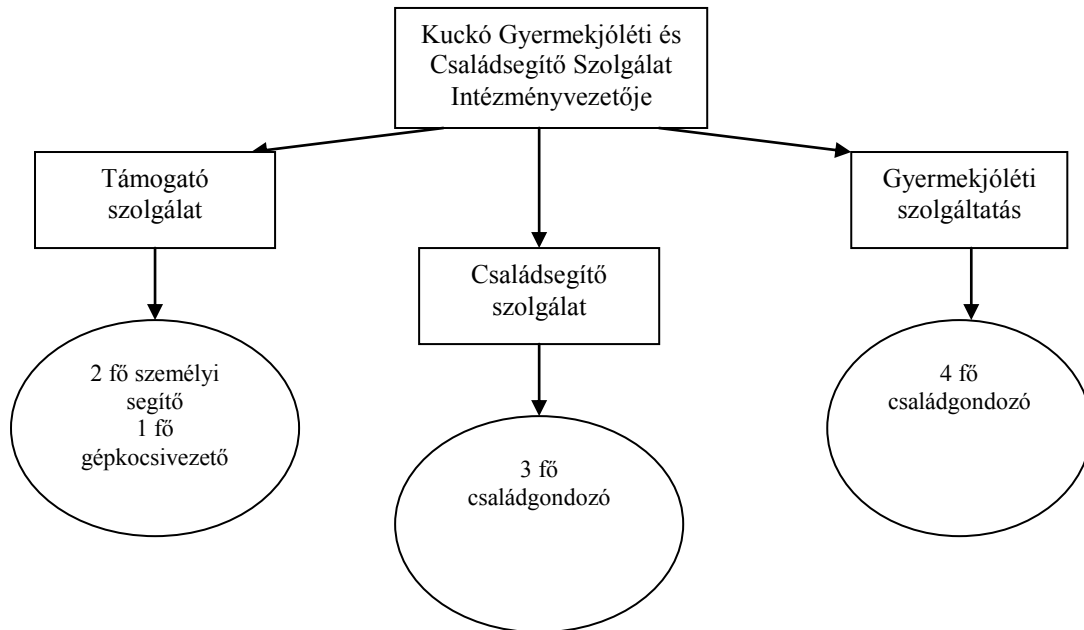 Kuckó Gyermekjóléti és
Családsegítő Szolgálat
Intézményvezetője
Támogató
szolgálat
Családsegítő
szolgálat
Gyermekjóléti
szolgáltatás
2 fő személyi
segítő
1 fő
gépkocsivezető
3 fő
családgondozó
4 fő
családgondozó